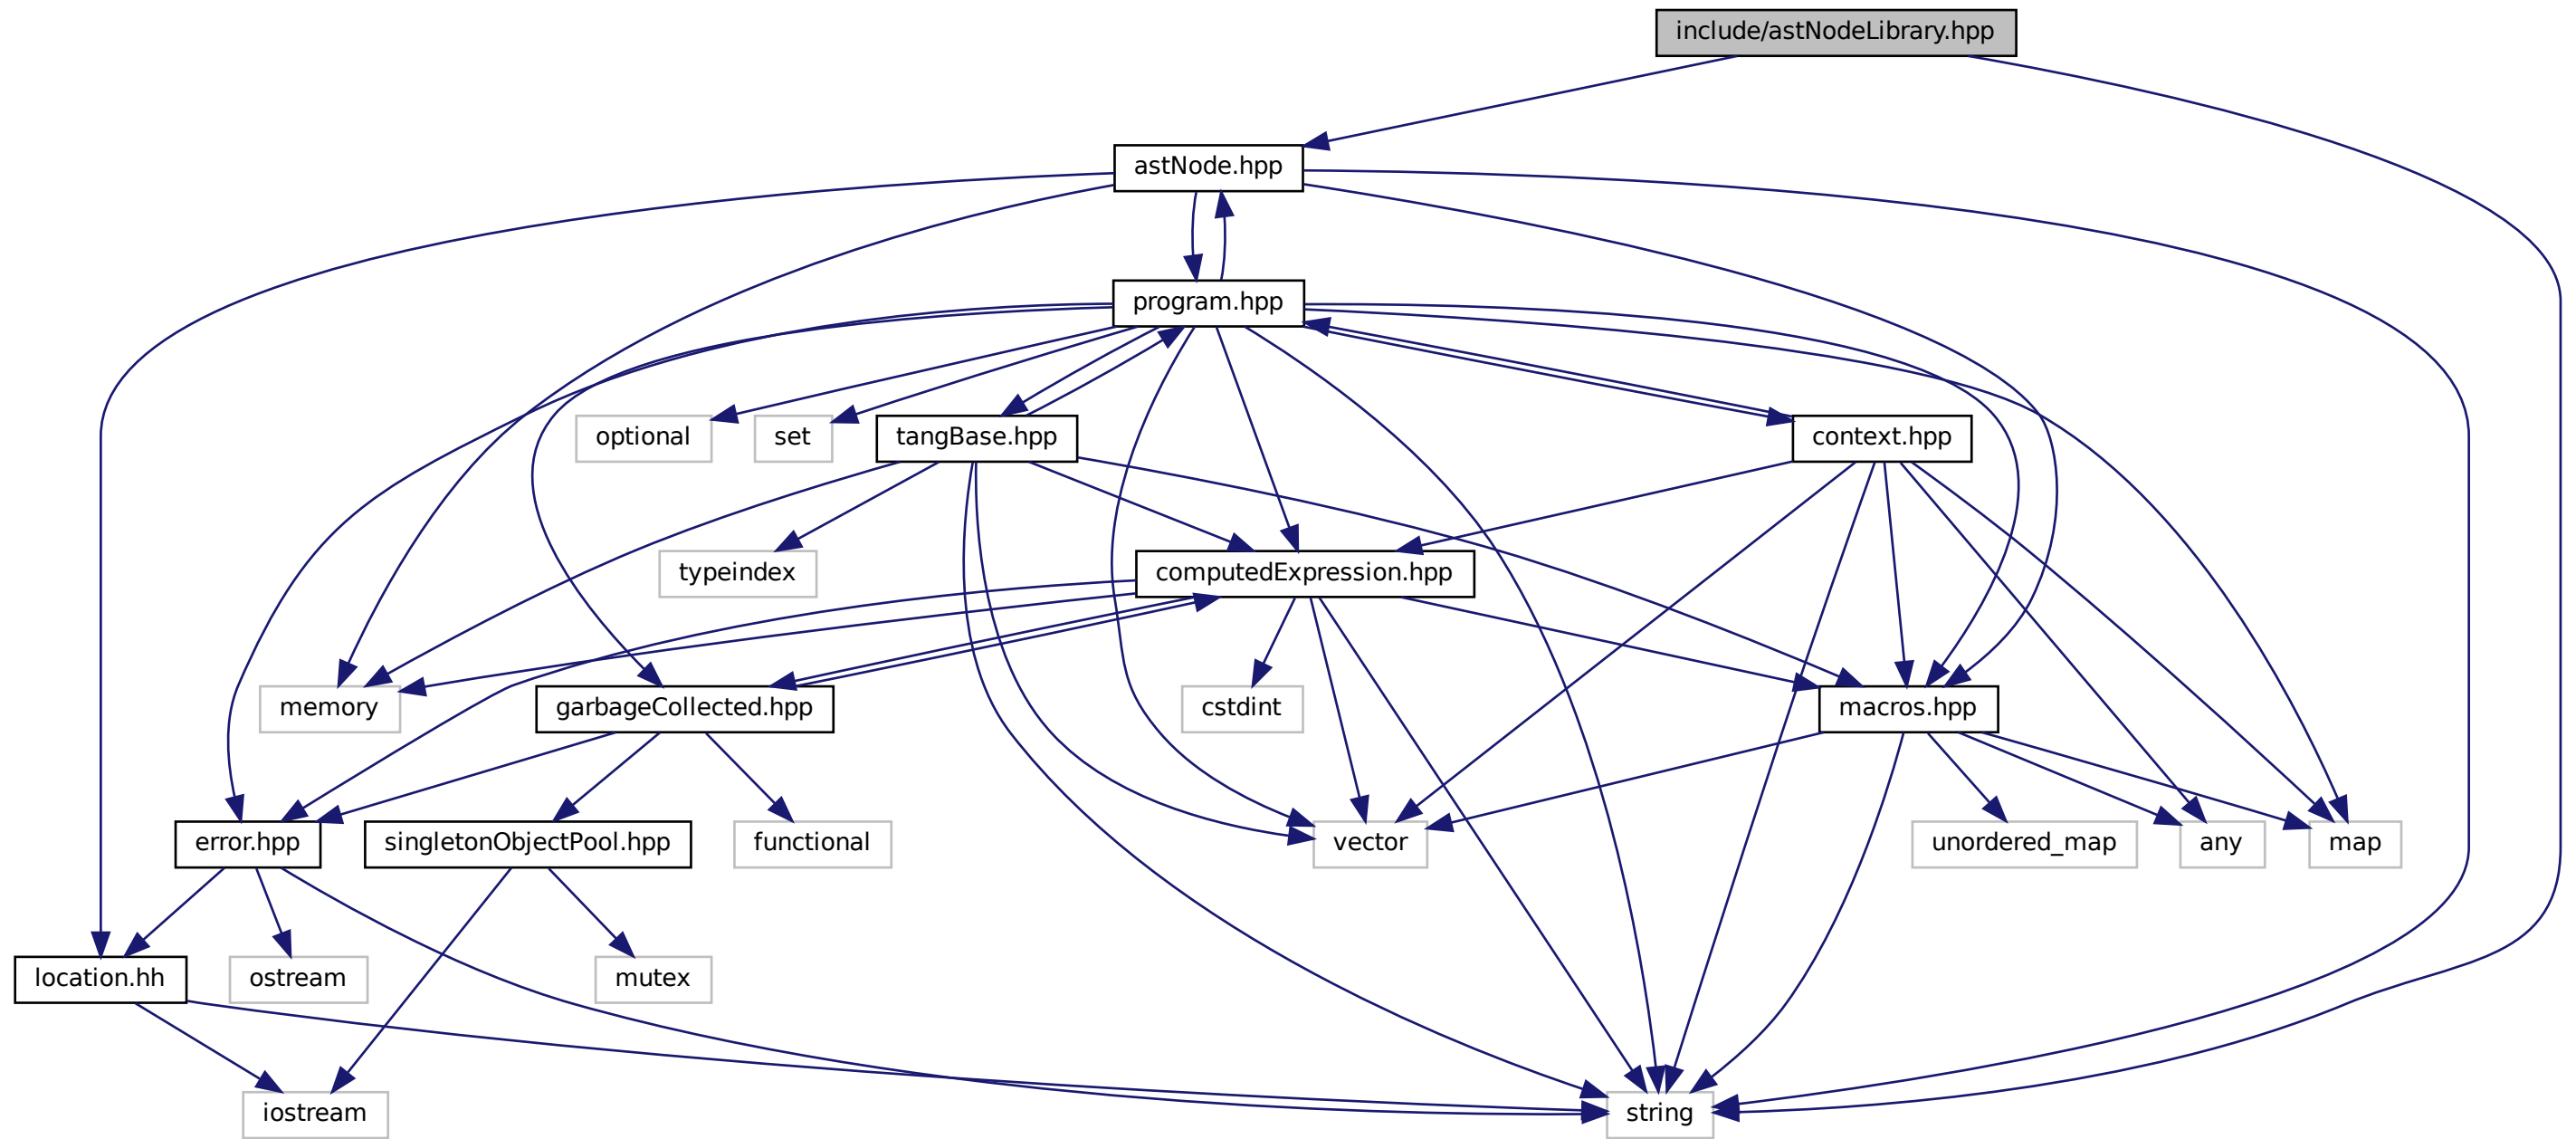 include/astNodeLibrary.hpp
astNode.hpp
program.hpp
optional
set
tangBase.hpp
context.hpp
typeindex
computedExpression.hpp
memory
garbageCollected.hpp
cstdint
macros.hpp
error.hpp
singletonObjectPool.hpp
functional
vector
unordered_map
any
map
location.hh
ostream
mutex
iostream
string